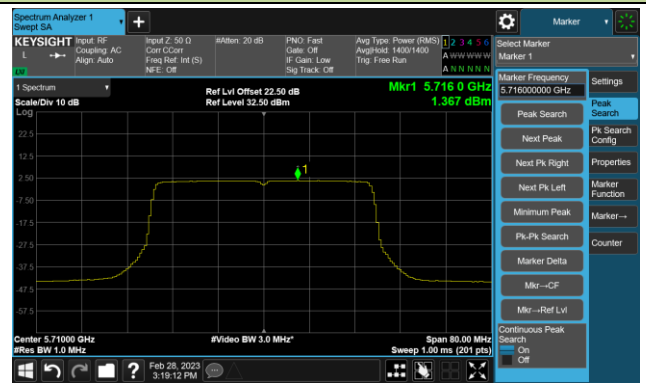 Spectrum Analyzer 1
Swept SA
Marker
KEYSIGHT
L
LW
Input: RF
Coupling: AC
Align: Auto
Input Z: 50 Ω
Corr CCorr
Freq Ref: Int (S)
NFE: Off
#Atten: 20 dB
PNO: Fast
Gate: Off
IF Gain: Low
Sig Track: Off
Avg Type: Power (RMS)
Avg|Hold: 1400/1400
Trig: Free Run
1 2 3 4 5 6
A W W W W W
A N N N N N
Select Marker
Marker 1
1 Spectrum
Scale/Div 10 dB
Log
Ref Lvl Offset 22.50 dB
Ref Level 32.50 dBm
Mkr1 5.716 0 GHz
1.367 dBm
22.5
12.5
2.50
-7.50
-17.5
-27.5
-37.5
-47.5
-57.5
1
Center 5.71000 GHz
#Res BW 1.0 MHz
#Video BW 3.0 MHz*
Span 80.00 MHz
Sweep 1.00 ms (201 pts)
Marker Frequency
5.716000000 GHz
Peak Search
Next Peak
Next Pk Right
Next Pk Left
Minimum Peak
Pk-Pk Search
Marker Delta
Mkr→CF
Mkr→Ref Lvl
Continuous Peak
Search
On
Off
Settings
Peak
Search
Pk Search
Config
Properties
Marker
Function
Marker→
Counter
?
Feb 28, 2023
3:19:12 PM